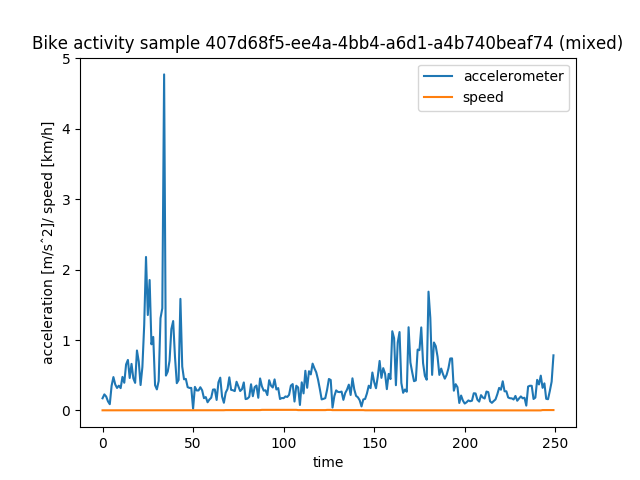 Bike activity sample 407d68f5-ee4a-4bb4-a6d1-a4b740beaf74 (mixed)
accelerometer
speed
acceleration [m/s^2]/ speed [km/h]
5
4
3
2
1
0
0 50 100 150 200 250
time